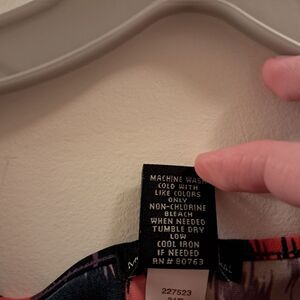 MACHINE WASH
COLD WITH
LIKE COLORS
ONLY
NON-CHLORINE
BLEACH
WHEN NEEDED
TUMBLE DRY
LOW
COOL IRON
IF NEEDED
RN# 80763
227523